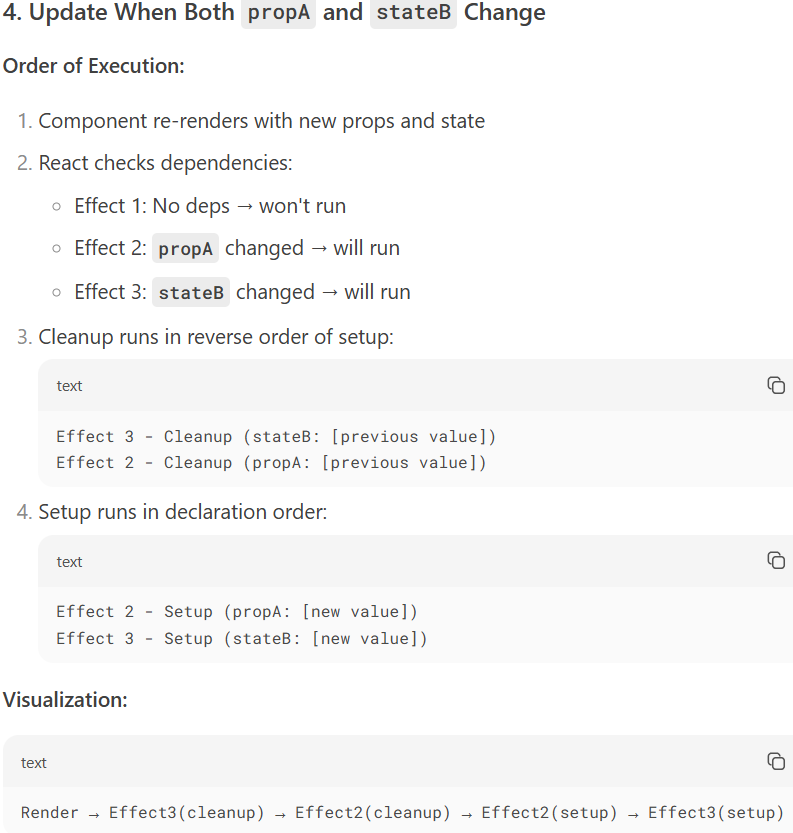 4. Update When Both propA and stateB Change
Order of Execution:
1. Component re-renders with new props and state
2. React checks dependencies:
○ Effect 1: No deps → won't run
○ Effect 2: propA changed → will run
○ Effect 3: stateB changed → will run
3. Cleanup runs in reverse order of setup:
text
Effect 3 - Cleanup (stateB: [previous value])
Effect 2 - Cleanup (propA: [previous value])
4. Setup runs in declaration order:
text
Effect 2 - Setup (propA: [new value])
Effect 3 - Setup (stateB: [new value])
Visualization:
text
Render → Effect3(cleanup) → Effect2(cleanup) → Effect2(setup) → Effect3(setup)